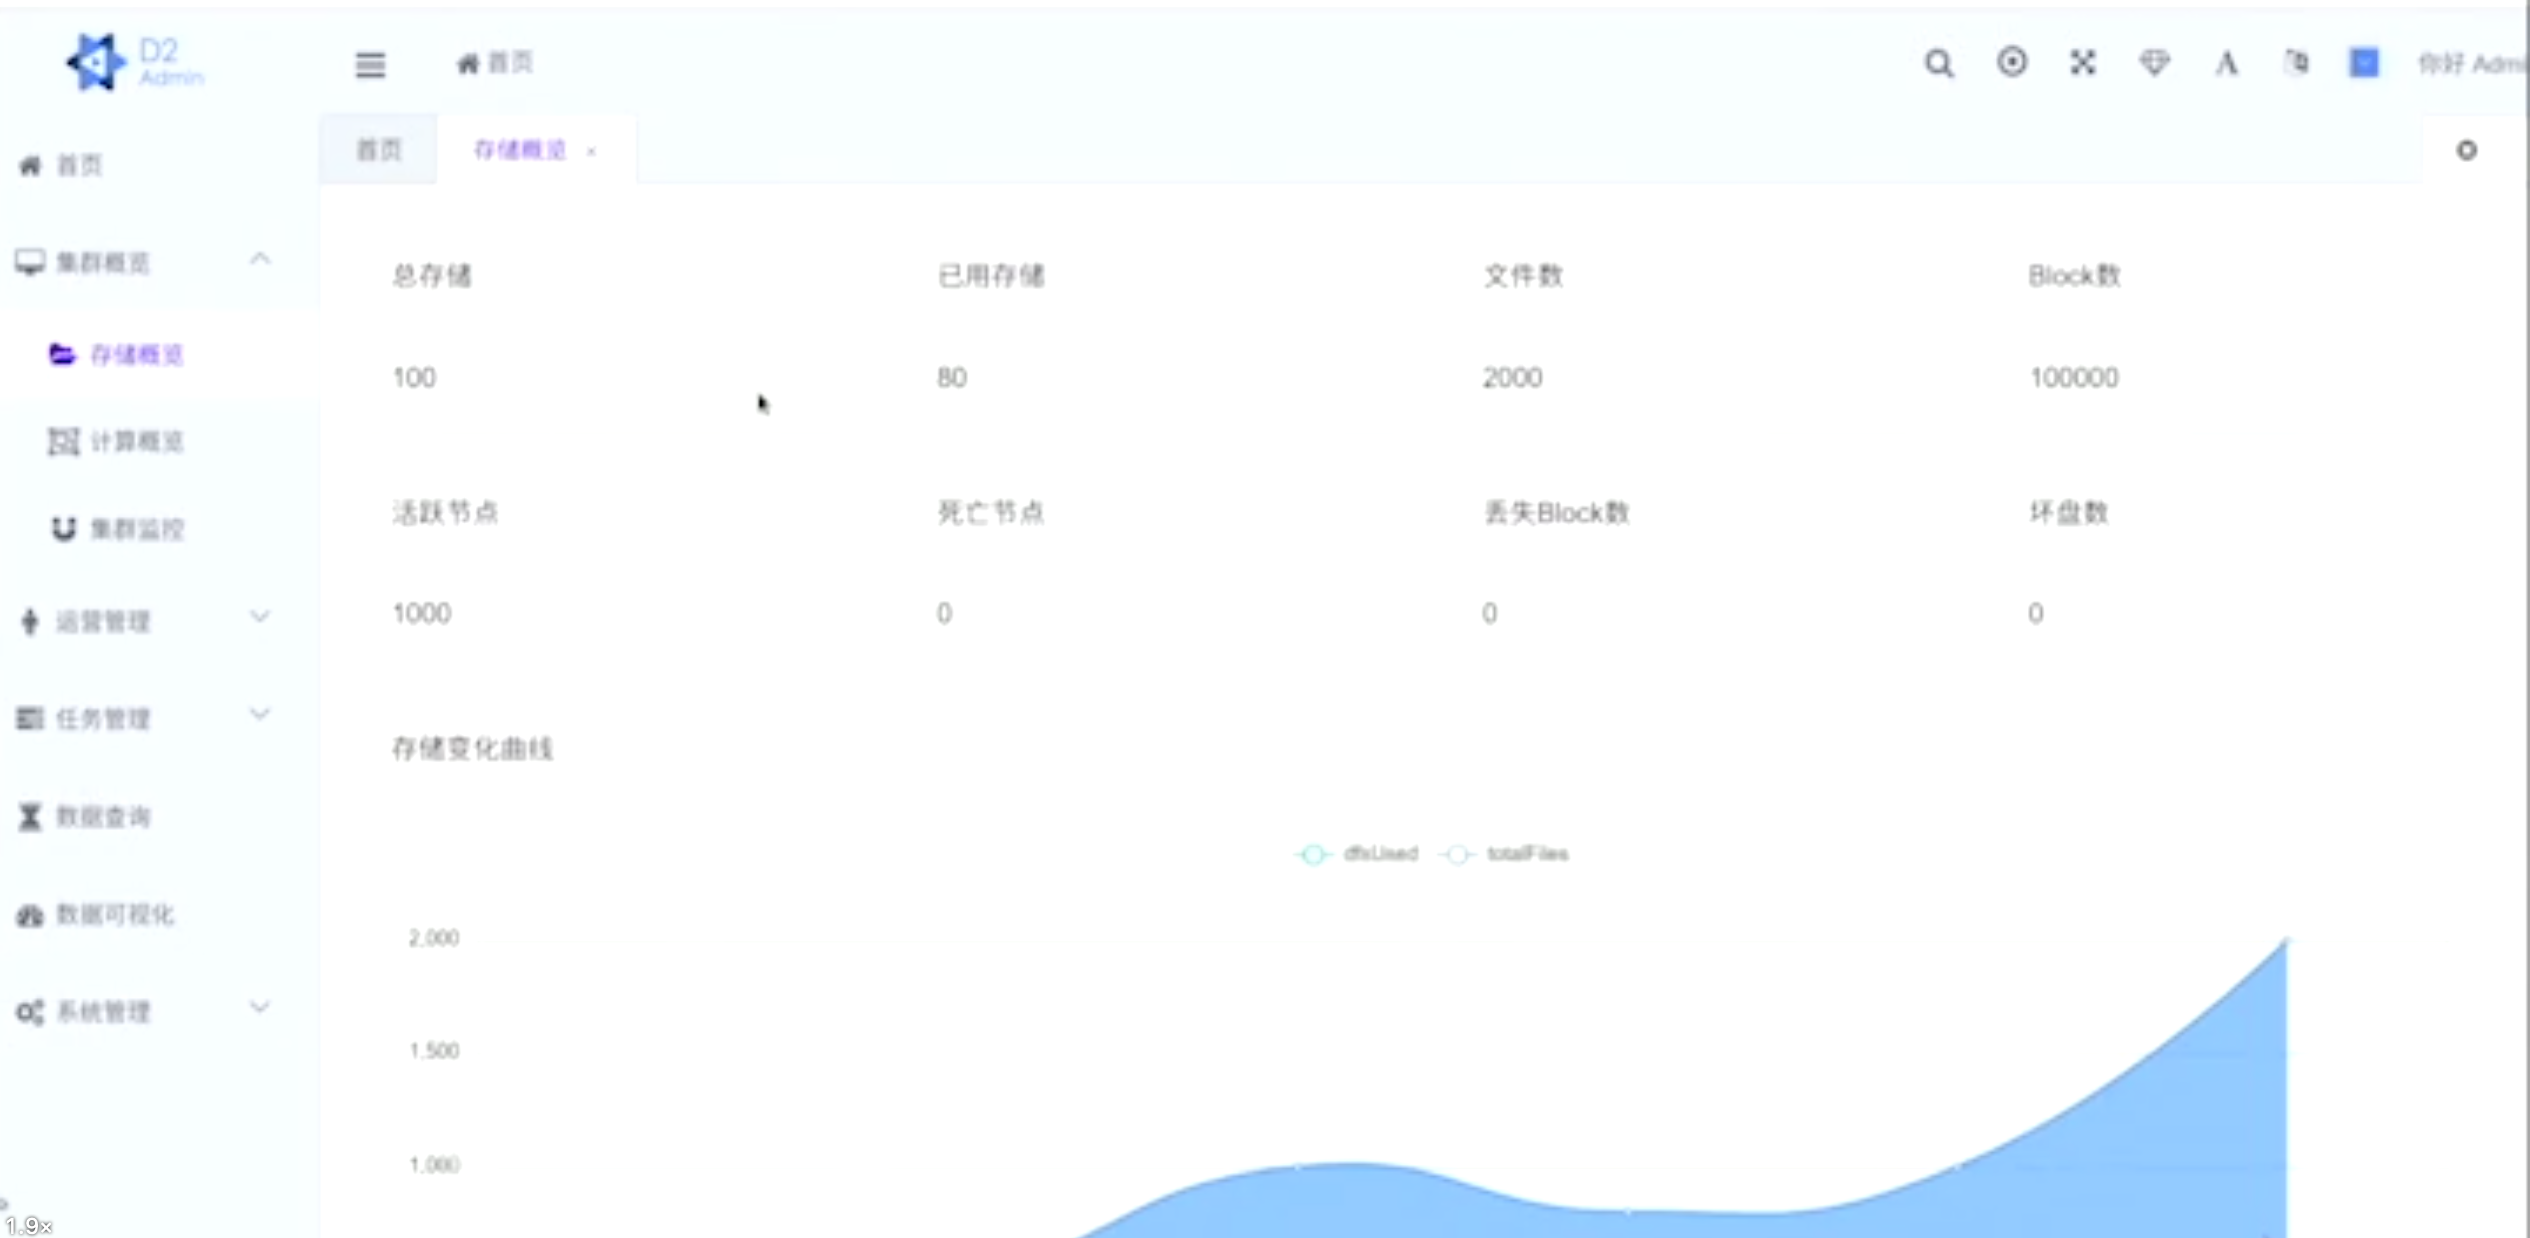 D2
Admin
首页
你好 Admi
首页
存储概览 ×
首页
集群概览
存储概览
计算概览
集群监控
运营管理
任务管理
数据查询
数据可视化
系统管理
总存储
已用存储
文件数
Block数
100
80
2000
100000
活跃节点
死亡节点
丢失Block数
坏盘数
1000
0
0
0
存储变化曲线
dfsUsed
totalFiles
2,000
1,500
1,000
1.9×